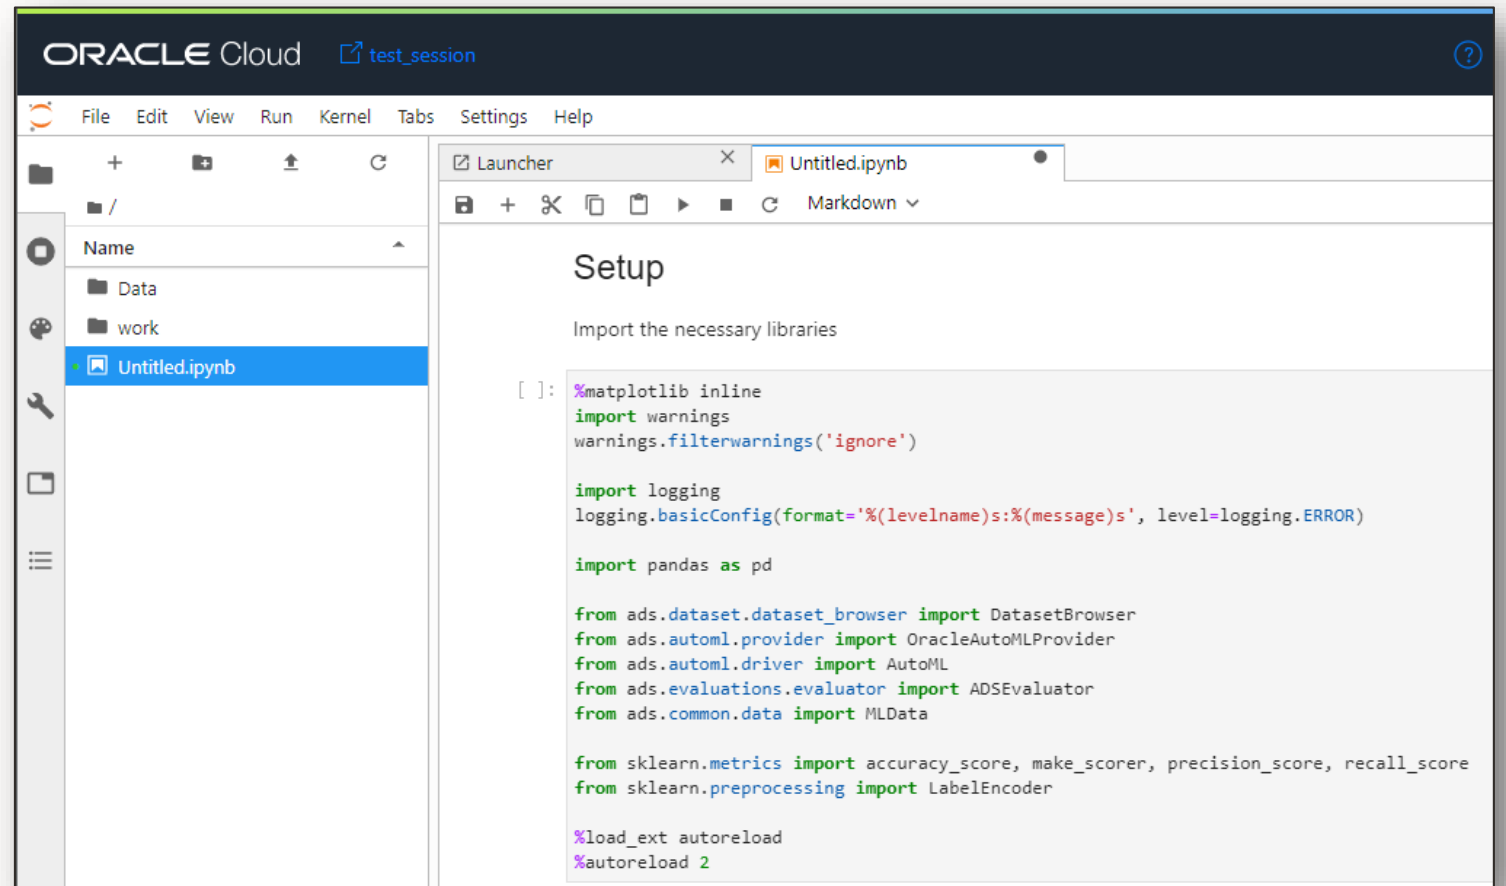 ORACLE Cloud test_session ?
File Edit View Run Kernel Tabs Settings Help
Launcher Untitled.ipynb
/
Markdown
Name
Data
work
Untitled.ipynb
Setup
Import the necessary libraries
[ ]: %matplotlib inline
import warnings
warnings.filterwarnings('ignore')
import logging
logging.basicConfig(format='%(levelname)s:%(message)s', level=logging.ERROR)
import pandas as pd
from ads.dataset.dataset_browser import DatasetBrowser
from ads.automl.provider import OracleAutoMLProvider
from ads.automl.driver import AutoML
from ads.evaluations.evaluator import ADSEvaluator
from ads.common.data import MLData
from sklearn.metrics import accuracy_score, make_scorer, precision_score, recall_score
from sklearn.preprocessing import LabelEncoder
%load_ext autoreload
%autoreload 2